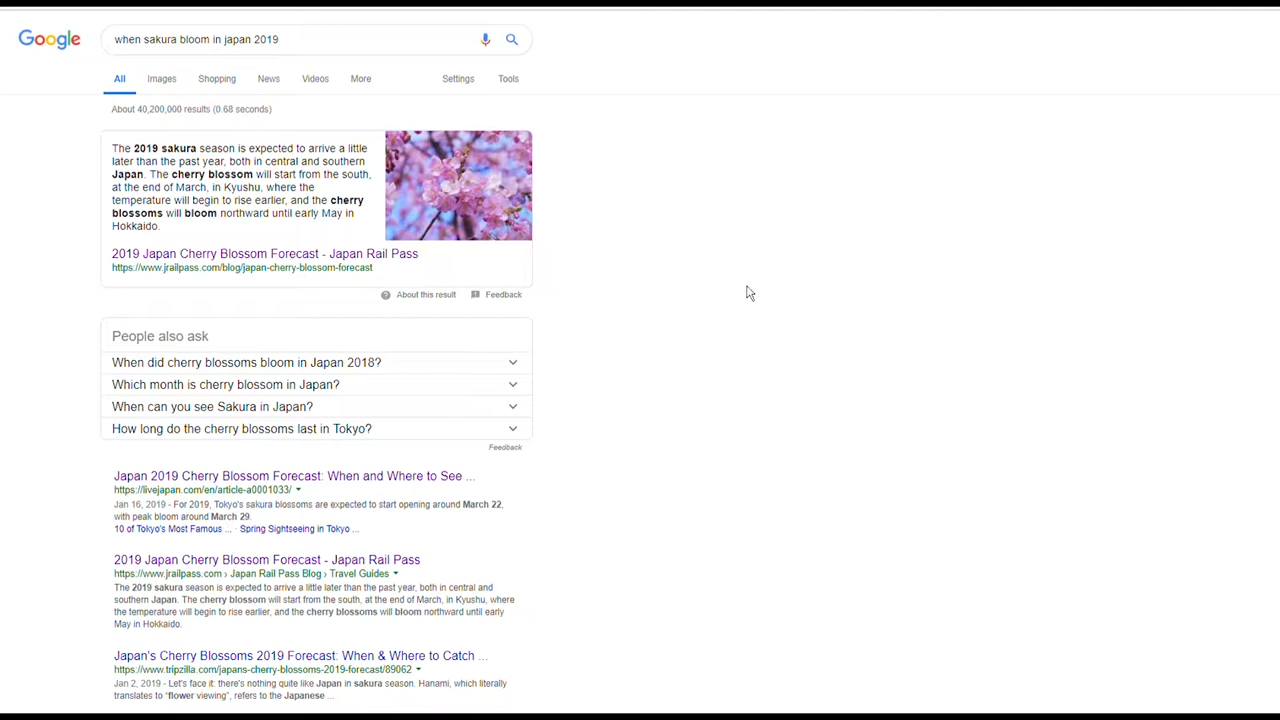 Google
when sakura bloom in japan 2019
All Images Shopping News Videos More Settings Tools
About 40,200,000 results (0.68 seconds)
The 2019 sakura season is expected to arrive a little
later than the past year, both in central and southern
Japan. The cherry blossom will start from the south,
at the end of March, in Kyushu, where the
temperature will begin to rise earlier, and the cherry
blossoms will bloom northward until early May in
Hokkaido.
2019 Japan Cherry Blossom Forecast - Japan Rail Pass
https://www.jrailpass.com/blog/japan-cherry-blossom-forecast
About this result Feedback
People also ask
When did cherry blossoms bloom in Japan 2018?
Which month is cherry blossom in Japan?
When can you see Sakura in Japan?
How long do the cherry blossoms last in Tokyo?
Feedback
Japan 2019 Cherry Blossom Forecast: When and Where to See ...
https://livejapan.com/en/article-a0001033/
Jan 16, 2019 - For 2019, Tokyo's sakura blossoms are expected to start opening around March 22,
with peak bloom around March 29.
10 of Tokyo's Most Famous ... · Spring Sightseeing in Tokyo ...
2019 Japan Cherry Blossom Forecast - Japan Rail Pass
https://www.jrailpass.com › Japan Rail Pass Blog › Travel Guides
The 2019 sakura season is expected to arrive a little later than the past year, both in central and
southern Japan. The cherry blossom will start from the south, at the end of March, in Kyushu, where
the temperature will begin to rise earlier, and the cherry blossoms will bloom northward until early
May in Hokkaido.
Japan's Cherry Blossoms 2019 Forecast: When & Where to Catch ...
https://www.tripzilla.com/japans-cherry-blossoms-2019-forecast/89062
Jan 2, 2019 - Let's face it: there's nothing quite like Japan in sakura season. Hanami, which literally
translates to “flower viewing”, refers to the Japanese ...